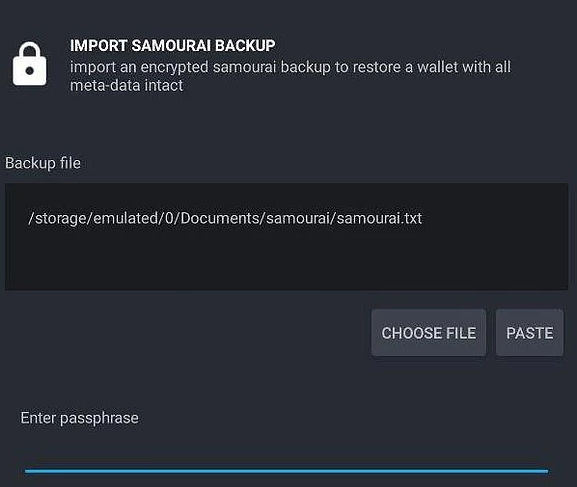 IMPORT SAMOURAI BACKUP
import an encrypted samourai backup to restore a wallet with all
meta-data intact
Backup file
/storage/emulated/0/Documents/samourai/samourai.txt
CHOOSE FILE
PASTE
Enter passphrase